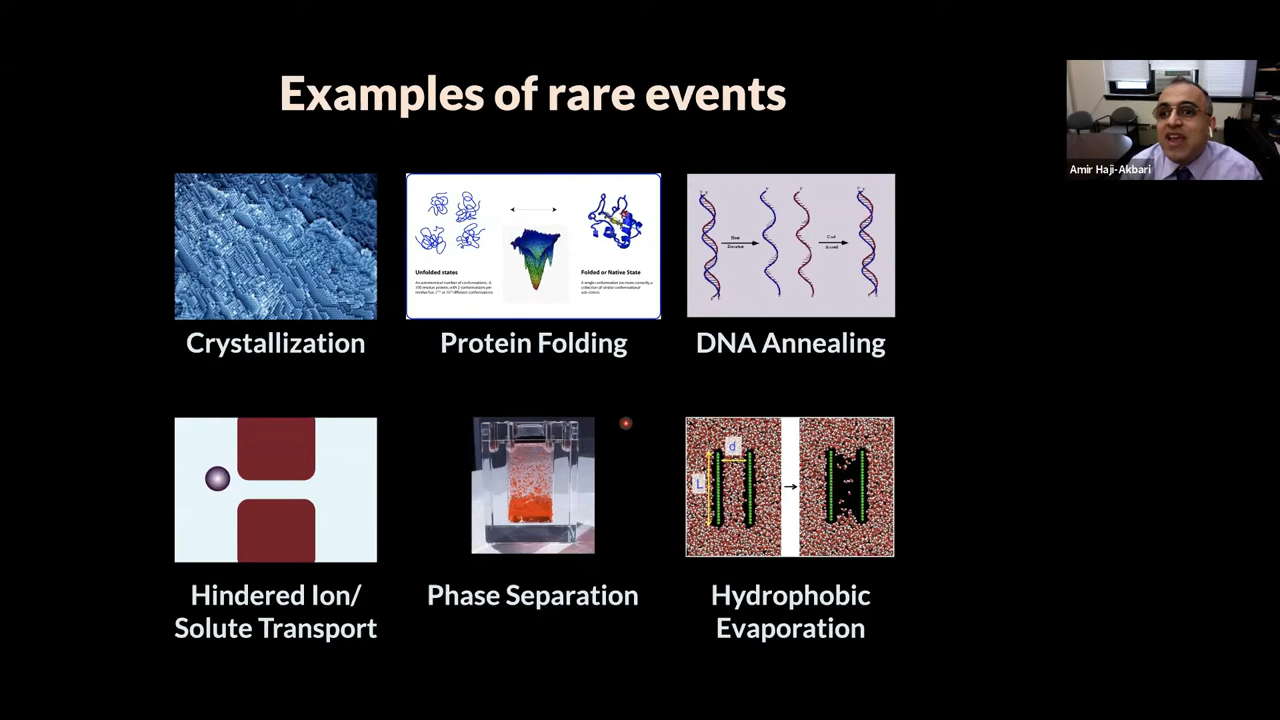 Examples of rare events
Amir Haji-Akbari
Unfolded states
Folded or Native State
Crystallization
Protein Folding
DNA Annealing
d
L
Hindered Ion/
Solute Transport
Phase Separation
Hydrophobic
Evaporation